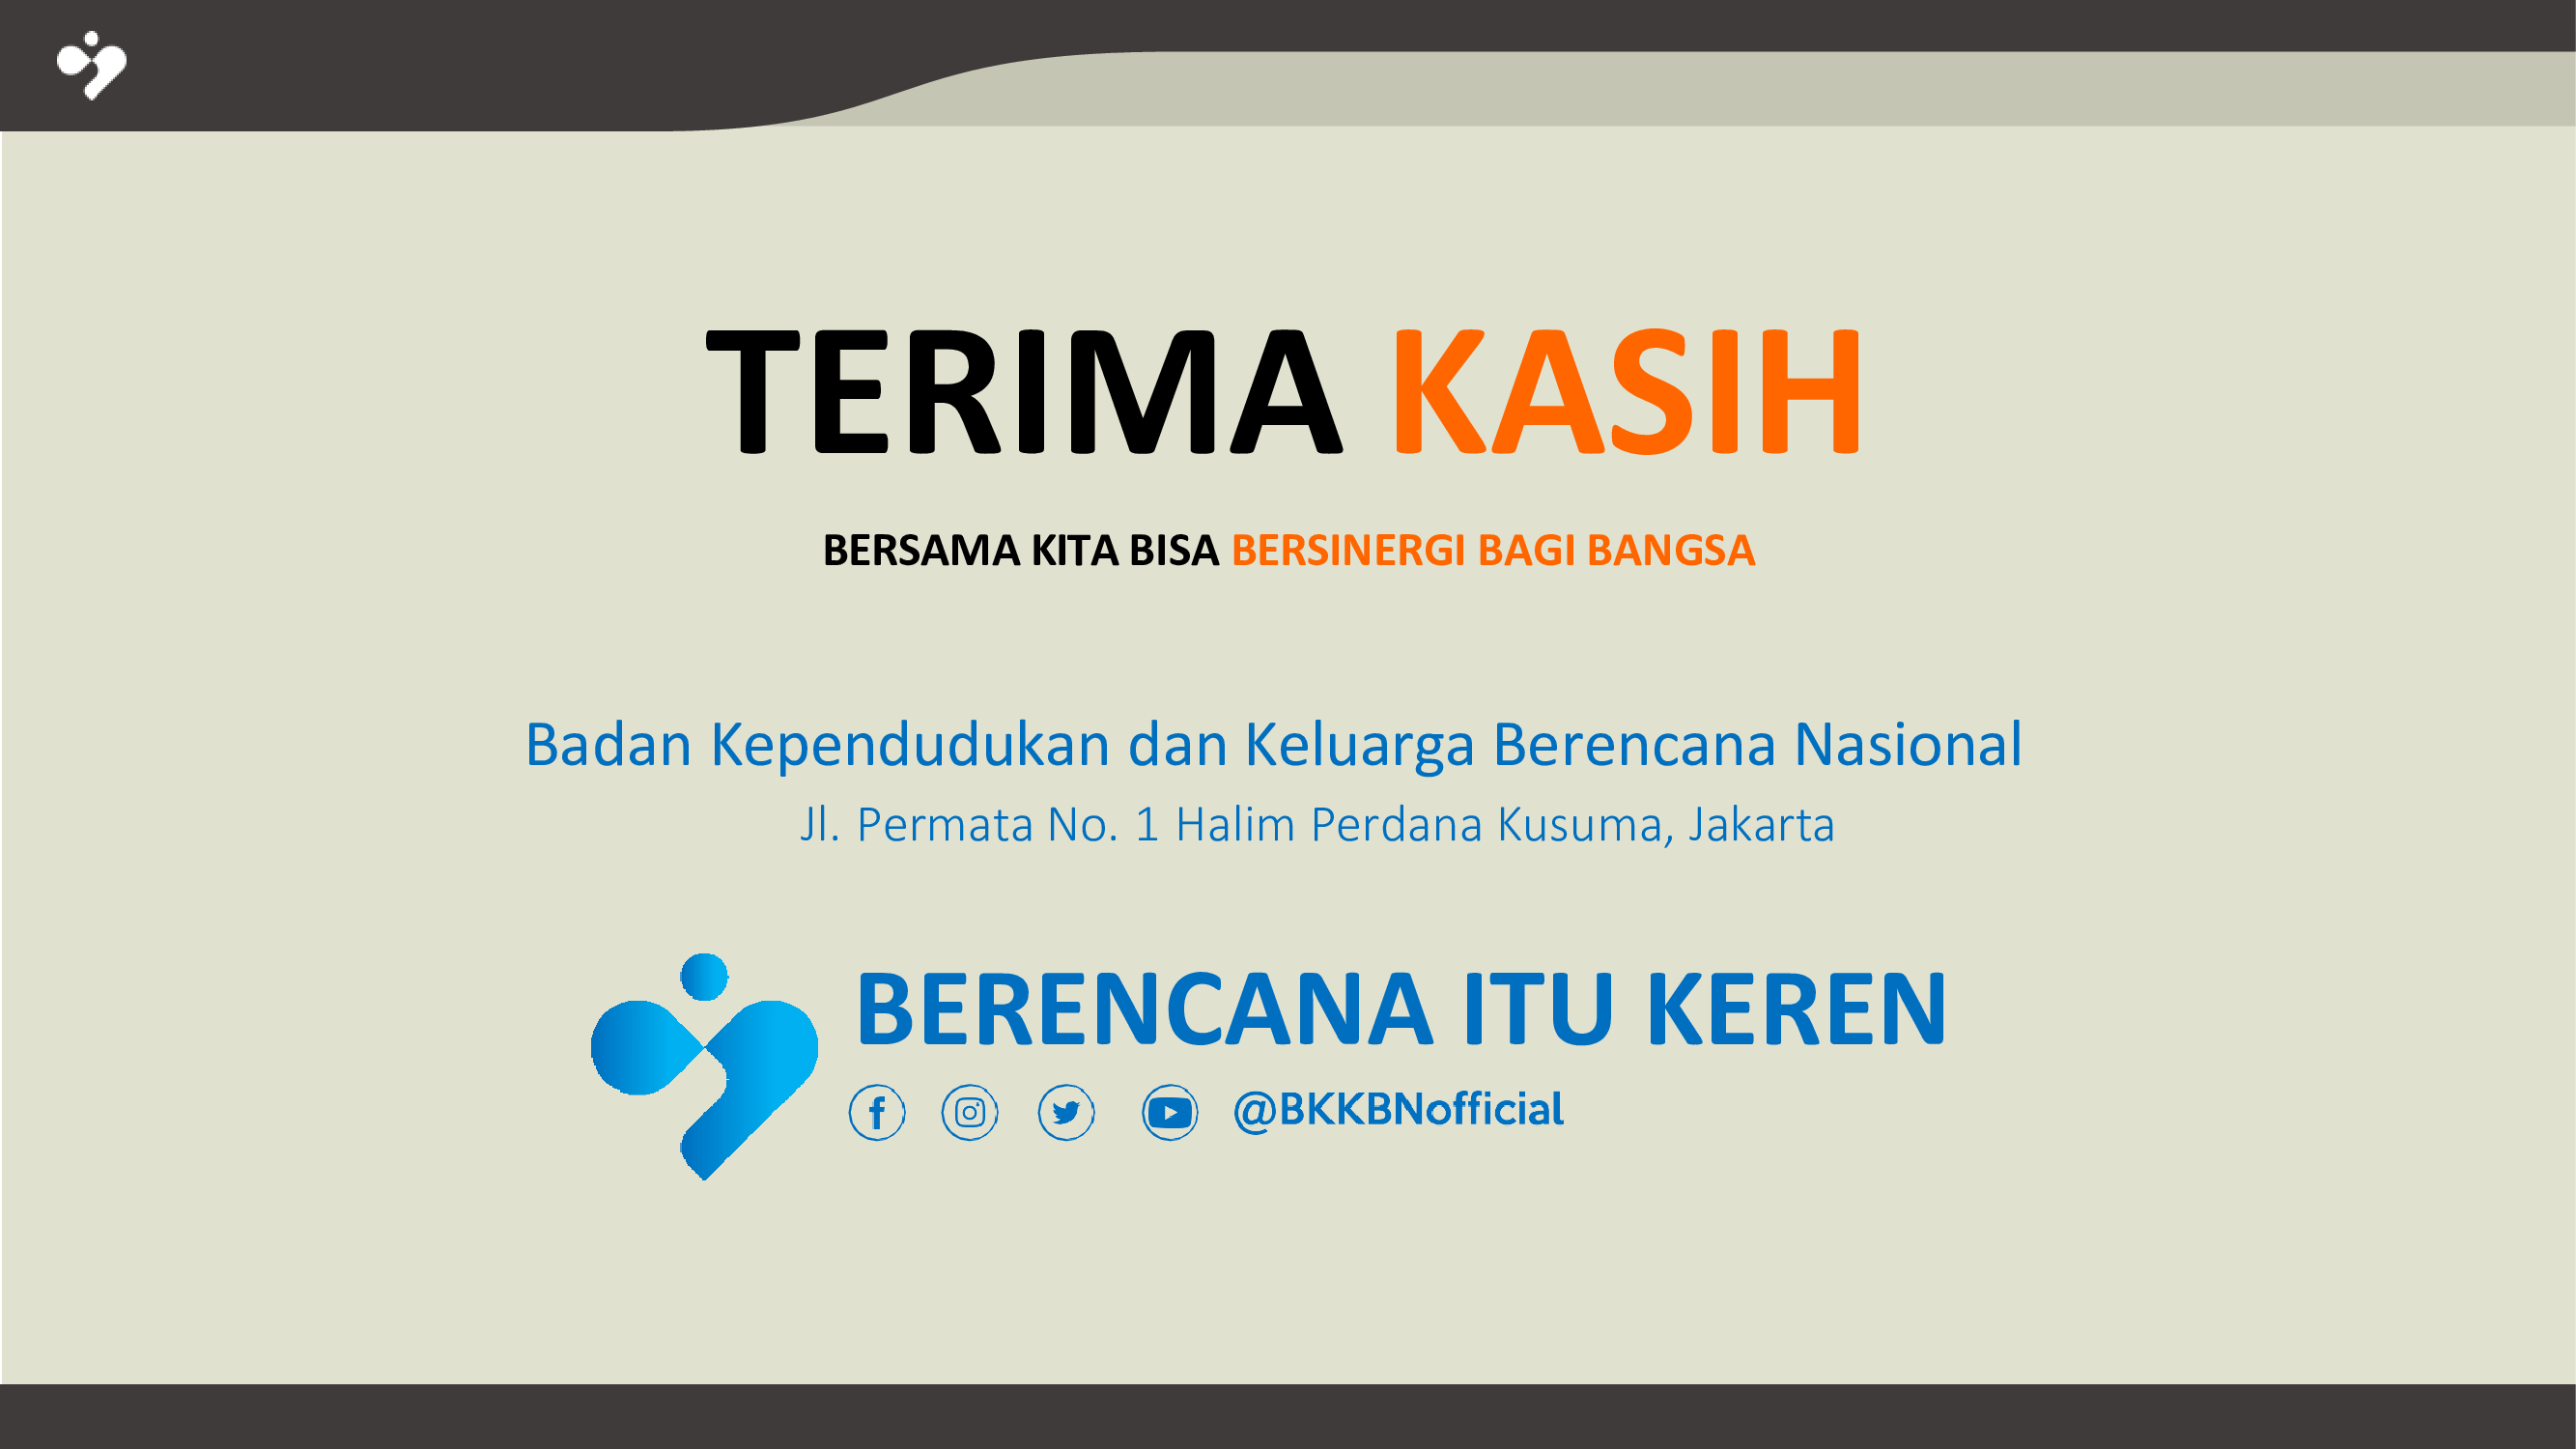 TERIMA KASIH
BERSAMA KITA BISA BERSINERGI BAGI BANGSA
Badan Kependudukan dan Keluarga Berencana Nasional
Jl. Permata No. 1 Halim Perdana Kusuma, Jakarta
BERENCANA ITU KEREN
@BKKBNofficial